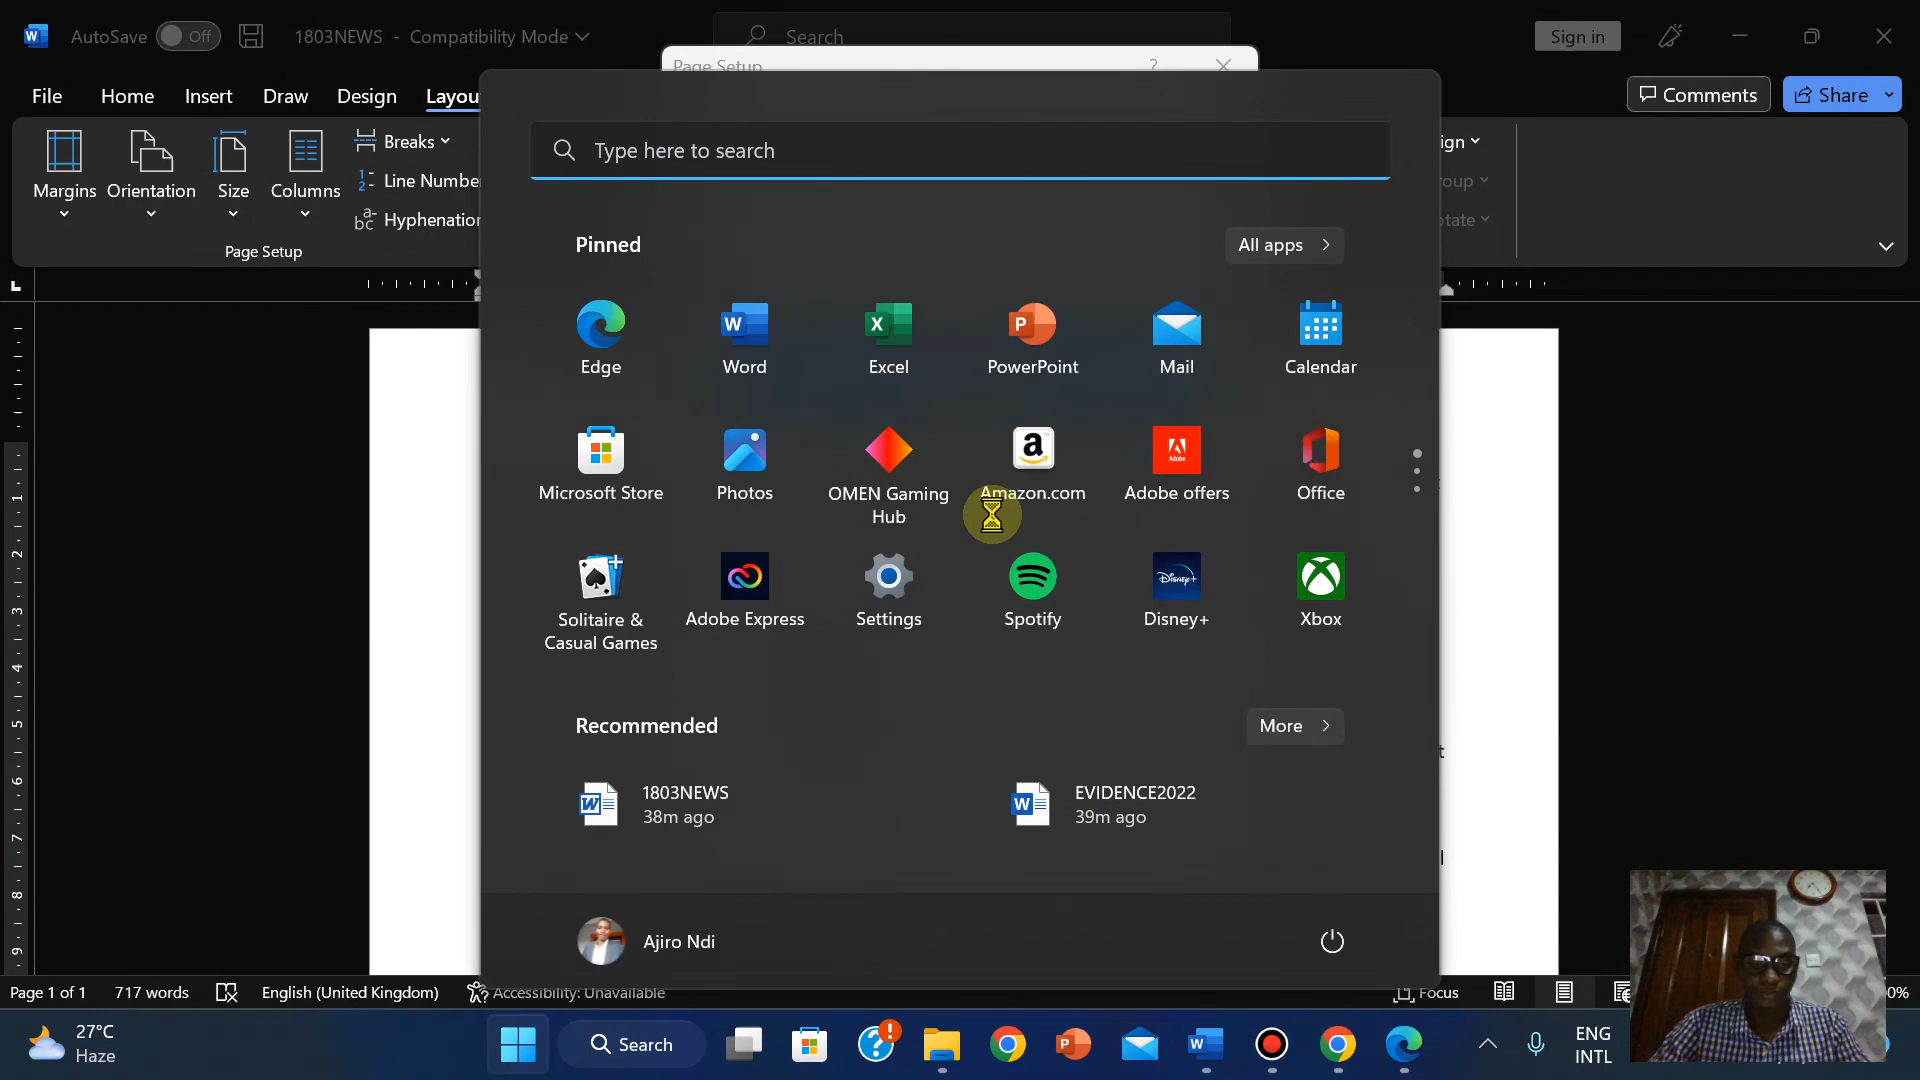 AutoSave Off 1803NEWS - Compatibility Mode Search Sign in
Page Setup ?
File Home Insert Draw Design Layou Comments Share
Type here to search
Breaks
Margins Orientation Size Columns Line Numbe
Hyphenation
Page Setup
Pinned All apps
Edge Word Excel PowerPoint Mail Calendar
Microsoft Store Photos OMEN Gaming Hub Amazon.com Adobe offers Office
Solitaire & Casual Games Adobe Express Settings Spotify Disney+ Xbox
Recommended More
1803NEWS EVIDENCE2022
38m ago 39m ago
Ajiro Ndi
Page 1 of 1 717 words English (United Kingdom) Accessibility: Unavailable Focus
27°C
Haze
Search
ENG
INTL